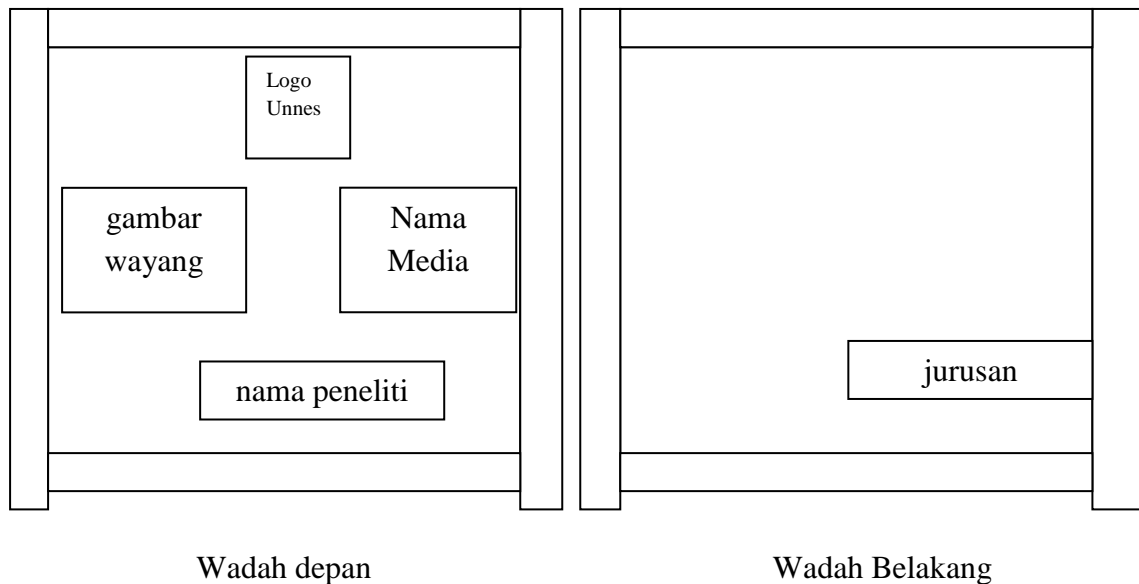 Logo
Unnes
gambar
wayang
Nama
Media
nama peneliti
jurusan
Wadah depan
Wadah Belakang